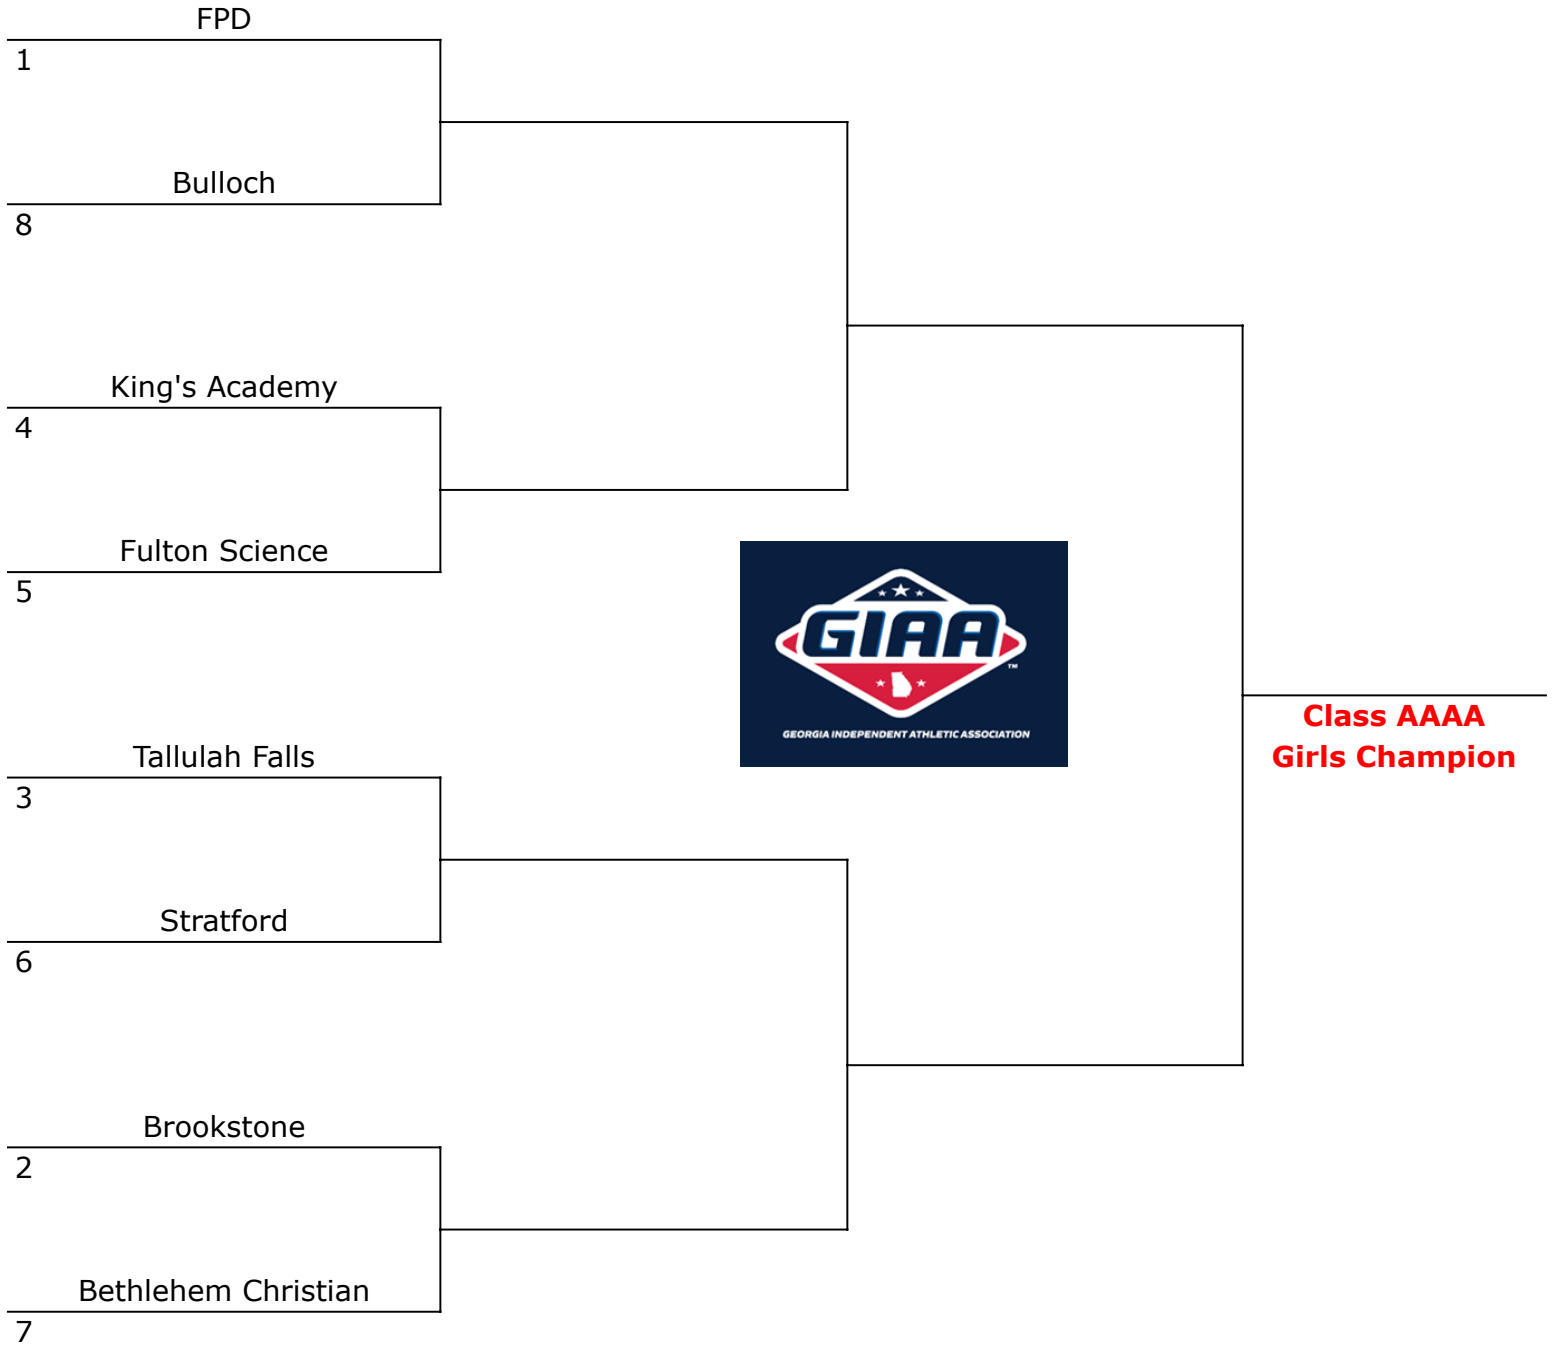 FPD
1
Bulloch
8
King's Academy
4
Fulton Science
5
GIAA
TM
GEORGIA INDEPENDENT ATHLETIC ASSOCIATION
Class AAAA
Girls Champion
Tallulah Falls
3
Stratford
6
Brookstone
2
Bethlehem Christian
7